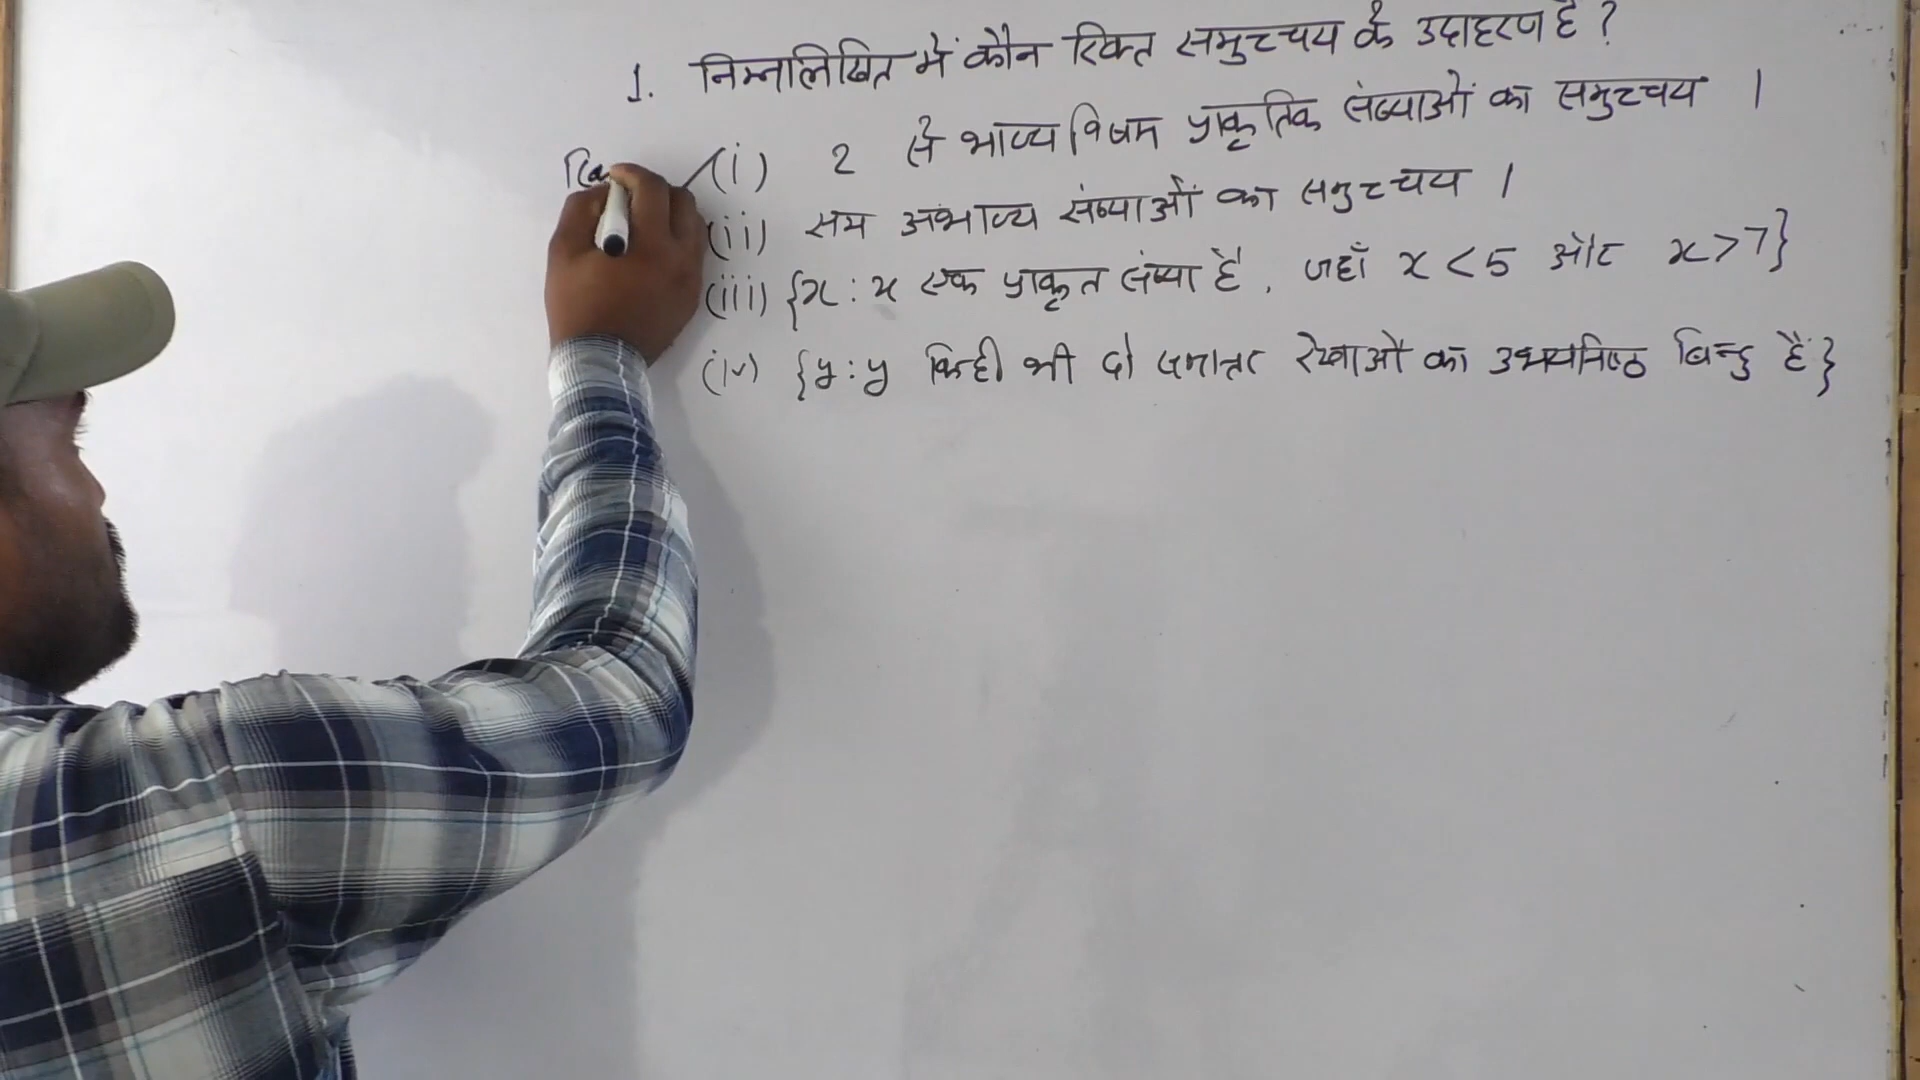 1. निम्नलिखित में कौन रिक्त समुच्चय के उदाहरण है ?
(i) 2 से भाज्य विषम प्राकृतिक संख्याओं का समुच्चय ।
(ii) सम अभाज्य संख्याओं का समुच्चय ।
(iii) {x : x एक प्राकृत संख्या है, जहाँ x < 5 और x > 7}
(iv) {y : y किन्ही भी दो समान्तर रेखाओं का उभयनिष्ठ बिन्दु है}